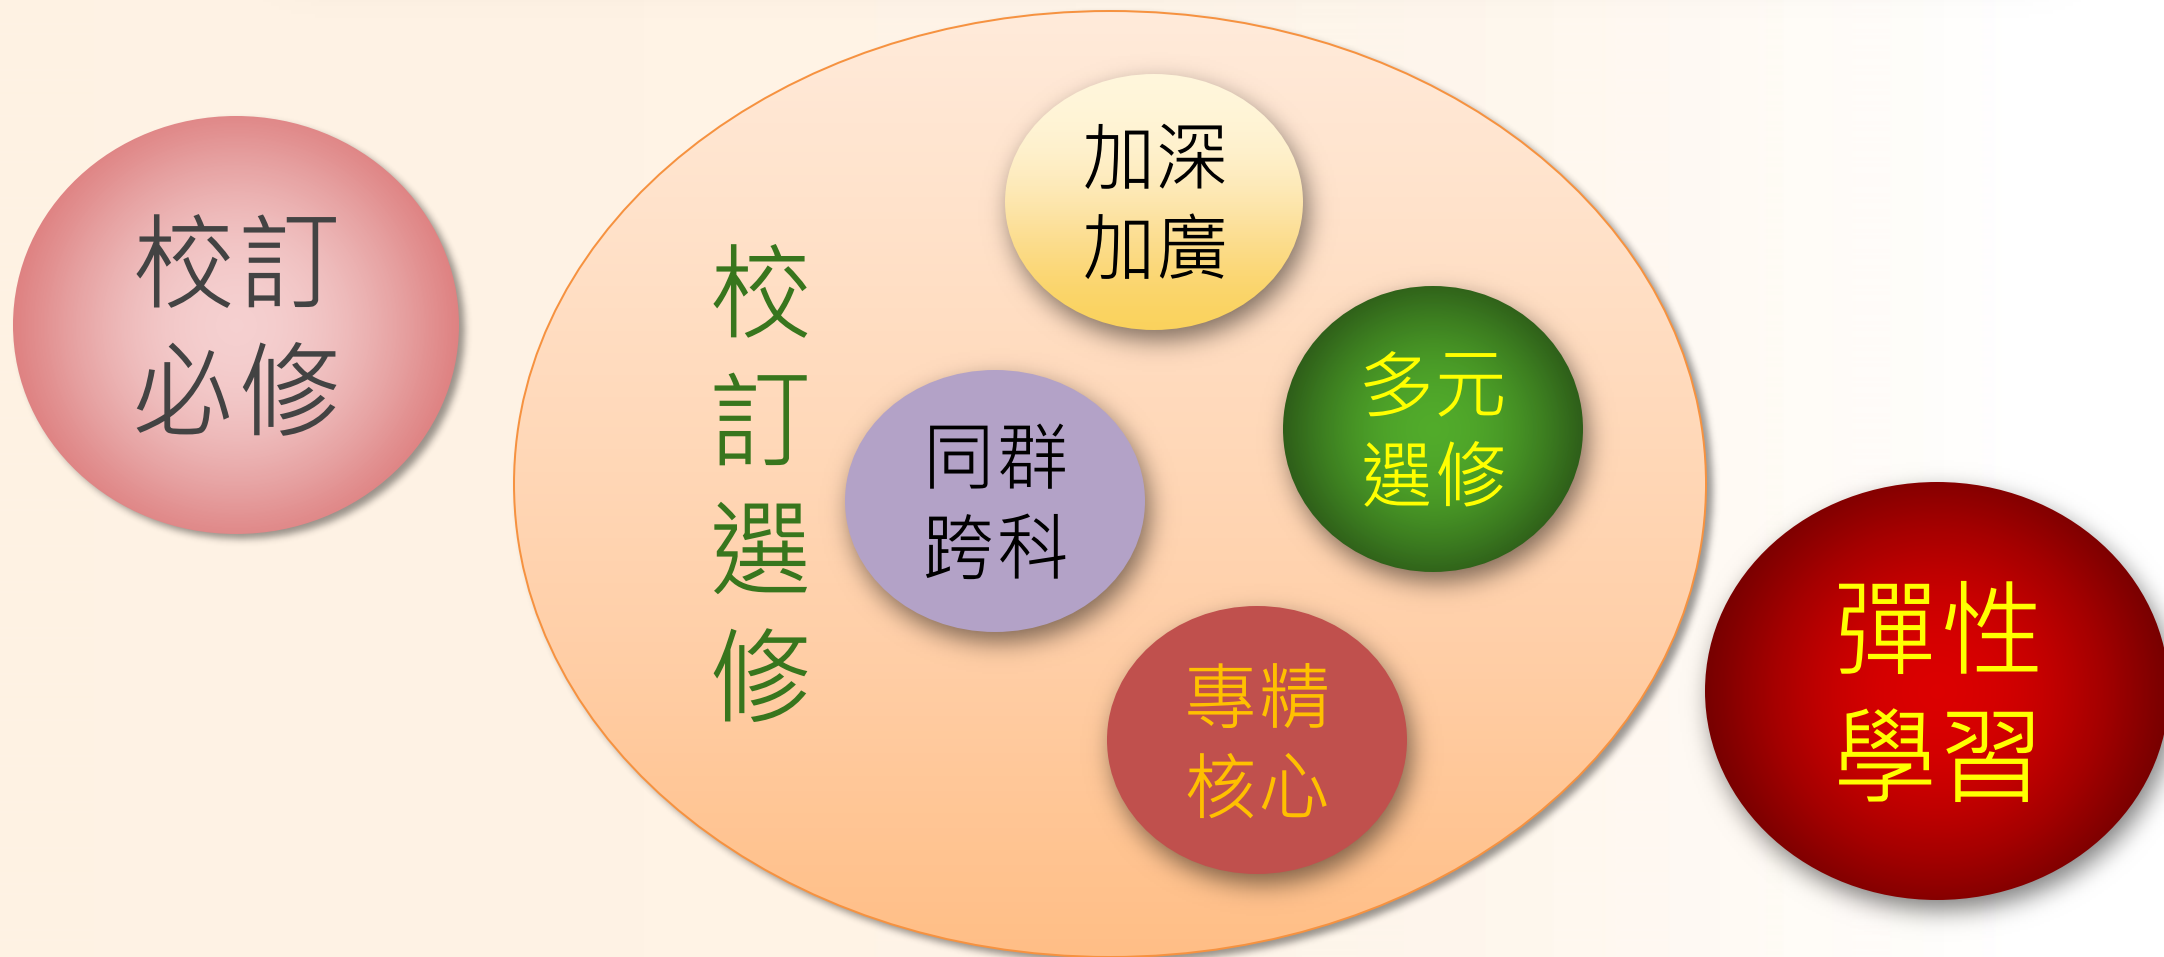 校訂
必修
校
訂
選
修
加深
加廣
同群
跨科
多元
選修
專精
核心
彈性
學習